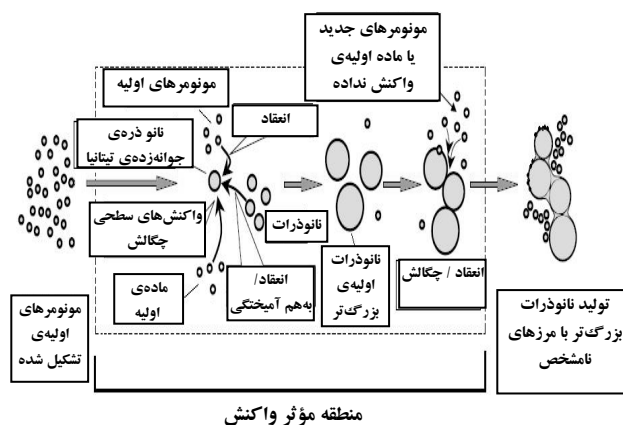 مونومرهای جدید
یا ماده اولیه‌ی
واکنش نداده
مونومرهای اولیه
انعقاد
نانو ذره‌ی
جوانه‌زده‌ی تیتانیا
واکنش‌های سطحی
چگالش
ماده‌ی
اولیه
انعقاد/
به‌هم آمیختگی
نانوذرات
نانوذرات
اولیه‌ی
بزرگ‌تر
انعقاد / چگالش
مونومرهای
اولیه‌ی
تشکیل شده
تولید نانوذرات
بزرگ‌تر با مرزهای
نامشخص
منطقه مؤثر واکنش